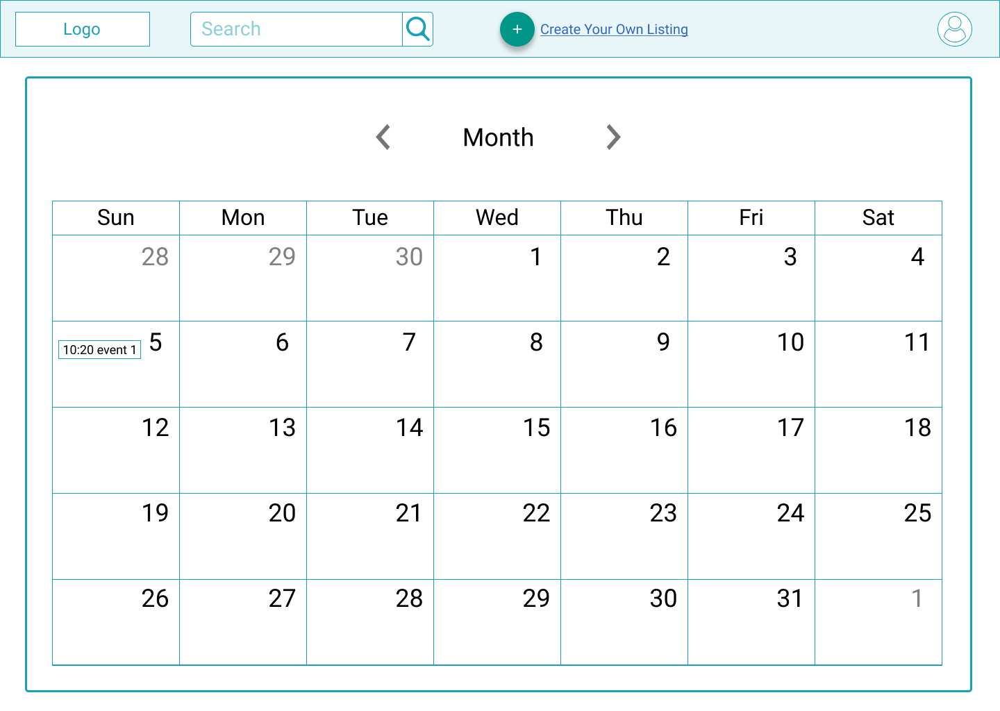 Logo
Search
+ Create Your Own Listing
Month
Sun Mon Tue Wed Thu Fri Sat
28 29 30 1 2 3 4
10:20 event 1 5 6 7 8 9 10 11
12 13 14 15 16 17 18
19 20 21 22 23 24 25
26 27 28 29 30 31 1